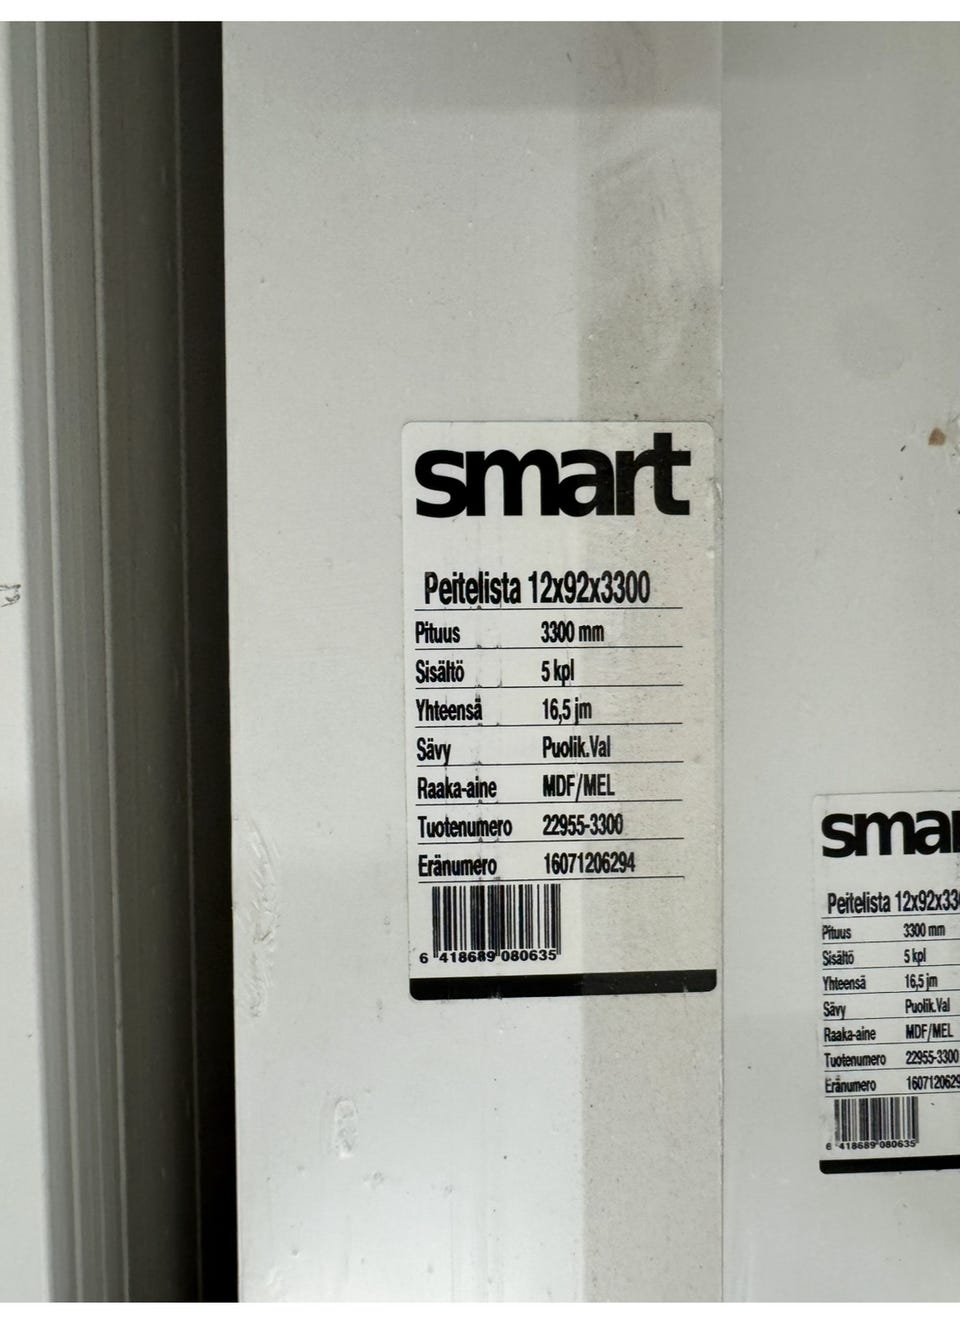 smart
Peitelista 12x92x3300
Pituus 3300 mm
Sisältö 5 kpl
Yhteensä 16,5 jm
Sävy Puolik.Val
Raaka-aine MDF/MEL
Tuotenumero 22955-3300
Eränumero 16071206294
6 418689 080635
smar
Peitelista 12x92x33
Pituus 3300 mm
Sisältö 5 kpl
Yhteensä 16,5 jm
Sävy Puolik.Val
Raaka-aine MDF/MEL
Tuotenumero 22955-3300
Eränumero 160712062
6 418689 080635